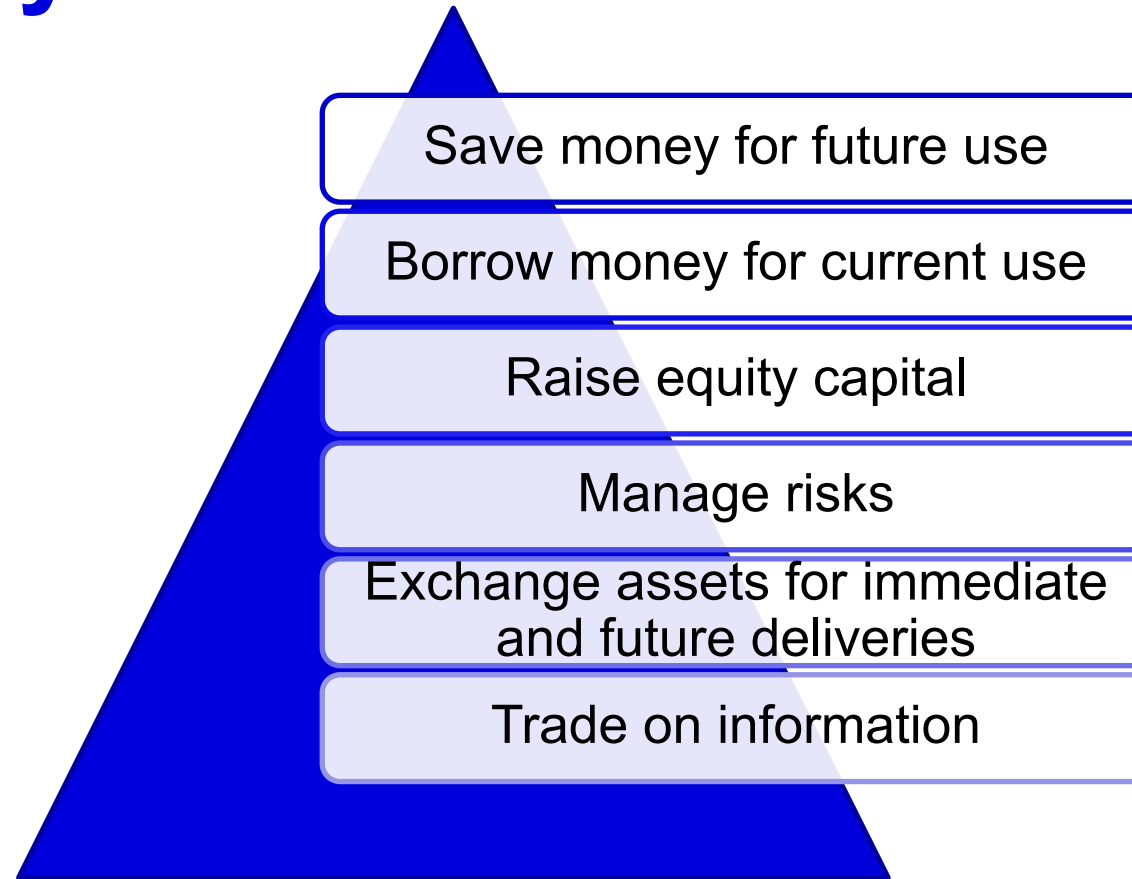 y
Save money for future use
Borrow money for current use
Raise equity capital
Manage risks
Exchange assets for immediate
and future deliveries
Trade on information